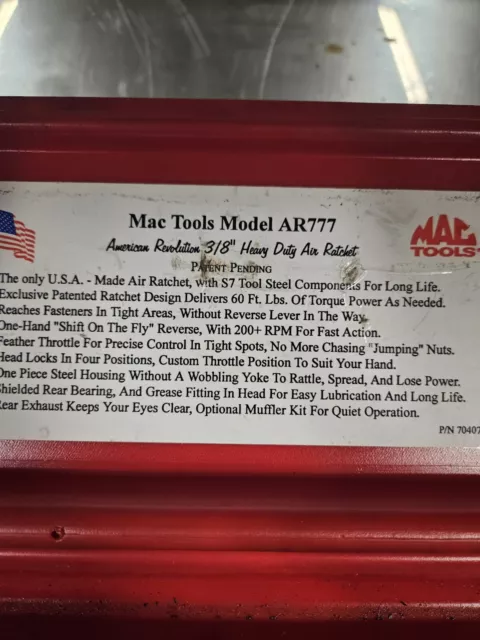 Mac Tools Model AR777
American Revolution 3/8" Heavy Duty Air Ratchet
PATENT PENDING
MAC
TOOLS
The only U.S.A. - Made Air Ratchet, with S7 Tool Steel Components For Long Life.
Exclusive Patented Ratchet Design Delivers 60 Ft. Lbs. Of Torque Power As Needed.
Reaches Fasteners In Tight Areas, Without Reverse Lever In The Way.
One-Hand "Shift On The Fly" Reverse, With 200+ RPM For Fast Action.
Feather Throttle For Precise Control In Tight Spots, No More Chasing "Jumping" Nuts.
Head Locks In Four Positions, Custom Throttle Position To Suit Your Hand.
One Piece Steel Housing Without A Wobbling Yoke To Rattle, Spread, And Lose Power.
Shielded Rear Bearing, And Grease Fitting In Head For Easy Lubrication And Long Life.
Rear Exhaust Keeps Your Eyes Clear, Optional Muffler Kit For Quiet Operation.
P/N 70407